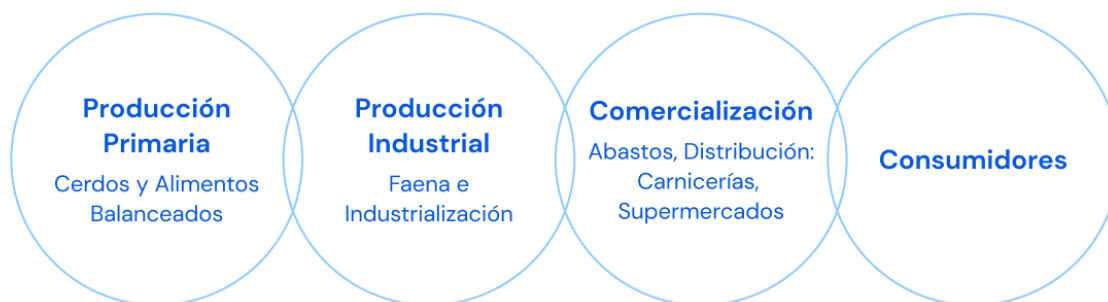 Producción
Primaria
Cerdos y Alimentos
Balanceados
Producción
Industrial
Faena e
Industrialización
Comercialización
Abastos, Distribución:
Carnicerías,
Supermercados
Consumidores